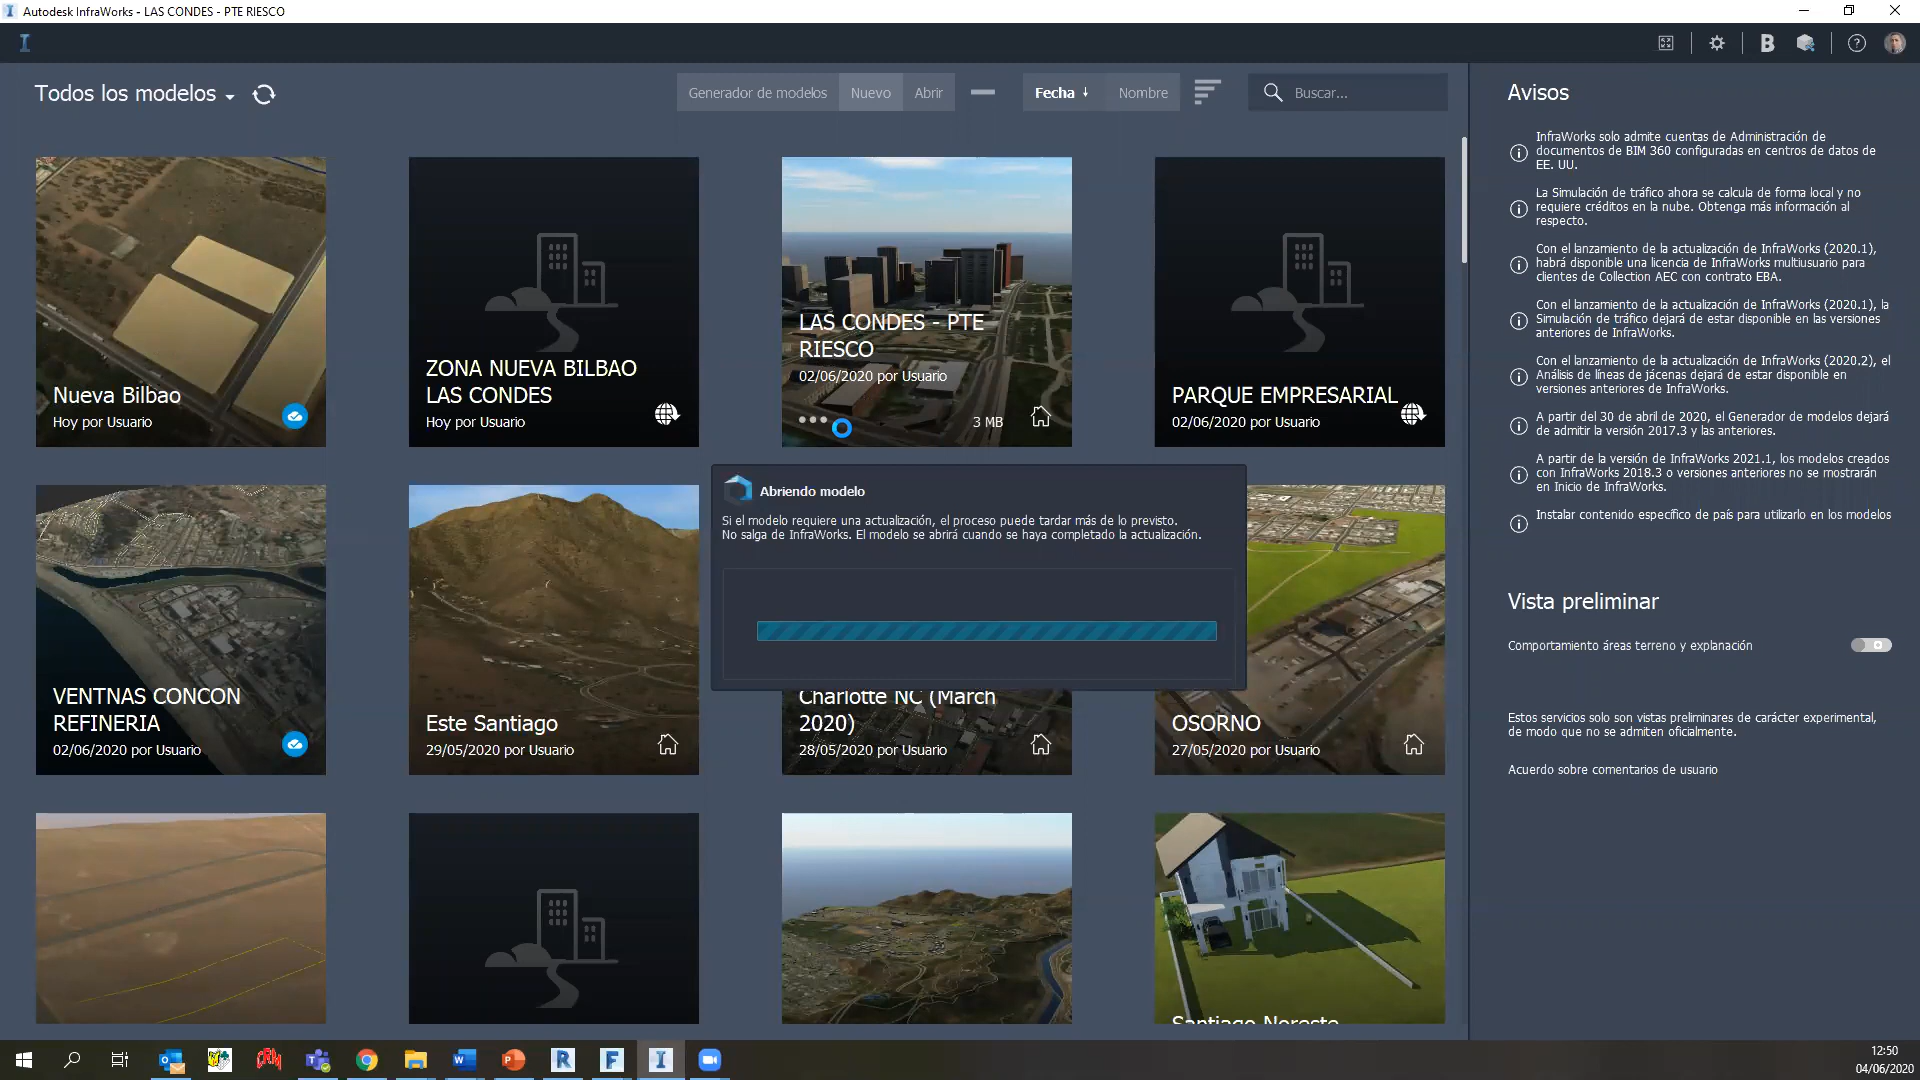 Autodesk InfraWorks - LAS CONDES - PTE RIESCO
Todos los modelos
Generador de modelos
Nuevo
Abrir
Fecha ↓
Nombre
Buscar...
Nueva Bilbao
Hoy por Usuario
ZONA NUEVA BILBAO
LAS CONDES
Hoy por Usuario
LAS CONDES - PTE
RIESCO
02/06/2020 por Usuario
3 MB
PARQUE EMPRESARIAL
02/06/2020 por Usuario
Abriendo modelo
Si el modelo requiere una actualización, el proceso puede tardar más de lo previsto.
No salga de InfraWorks. El modelo se abrirá cuando se haya completado la actualización.
VENTNAS CONCON
REFINERIA
02/06/2020 por Usuario
Este Santiago
29/05/2020 por Usuario
Charlotte NC (March
2020)
28/05/2020 por Usuario
OSORNO
27/05/2020 por Usuario
Santiago Noreste
Avisos
InfraWorks solo admite cuentas de Administración de
documentos de BIM 360 configuradas en centros de datos de
EE. UU.
La Simulación de tráfico ahora se calcula de forma local y no
requiere créditos en la nube. Obtenga más información al
respecto.
Con el lanzamiento de la actualización de InfraWorks (2020.1),
habrá disponible una licencia de InfraWorks multiusuario para
clientes de Collection AEC con contrato EBA.
Con el lanzamiento de la actualización de InfraWorks (2020.1), la
Simulación de tráfico dejará de estar disponible en las versiones
anteriores de InfraWorks.
Con el lanzamiento de la actualización de InfraWorks (2020.2), el
Análisis de líneas de jácenas dejará de estar disponible en
versiones anteriores de InfraWorks.
A partir del 30 de abril de 2020, el Generador de modelos dejará
de admitir la versión 2017.3 y las anteriores.
A partir de la versión de InfraWorks 2021.1, los modelos creados
con InfraWorks 2018.3 o versiones anteriores no se mostrarán
en Inicio de InfraWorks.
Instalar contenido específico de país para utilizarlo en los modelos
Vista preliminar
Comportamiento áreas terreno y explanación
Estos servicios solo son vistas preliminares de carácter experimental,
de modo que no se admiten oficialmente.
Acuerdo sobre comentarios de usuario
12:50
04/06/2020